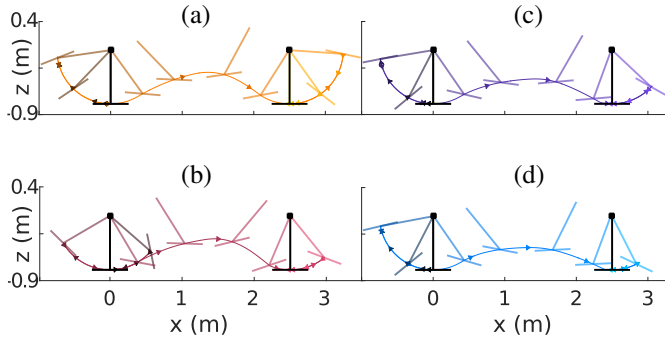 (a) (c)
0.4
z (m)
-0.9
(b) (d)
0.4
z (m)
-0.9
0 1 2 3 0 1 2 3
x (m) x (m)